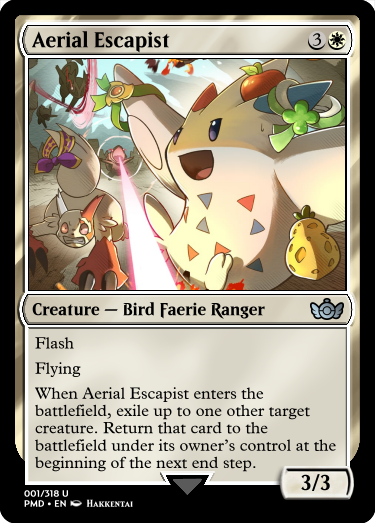 Aerial Escapist 3
Creature — Bird Faerie Ranger
Flash
Flying
When Aerial Escapist enters the
battlefield, exile up to one other target
creature. Return that card to the
battlefield under its owner's control at the
beginning of the next end step.
3/3
001/318 U
PMD • EN Hakkentai